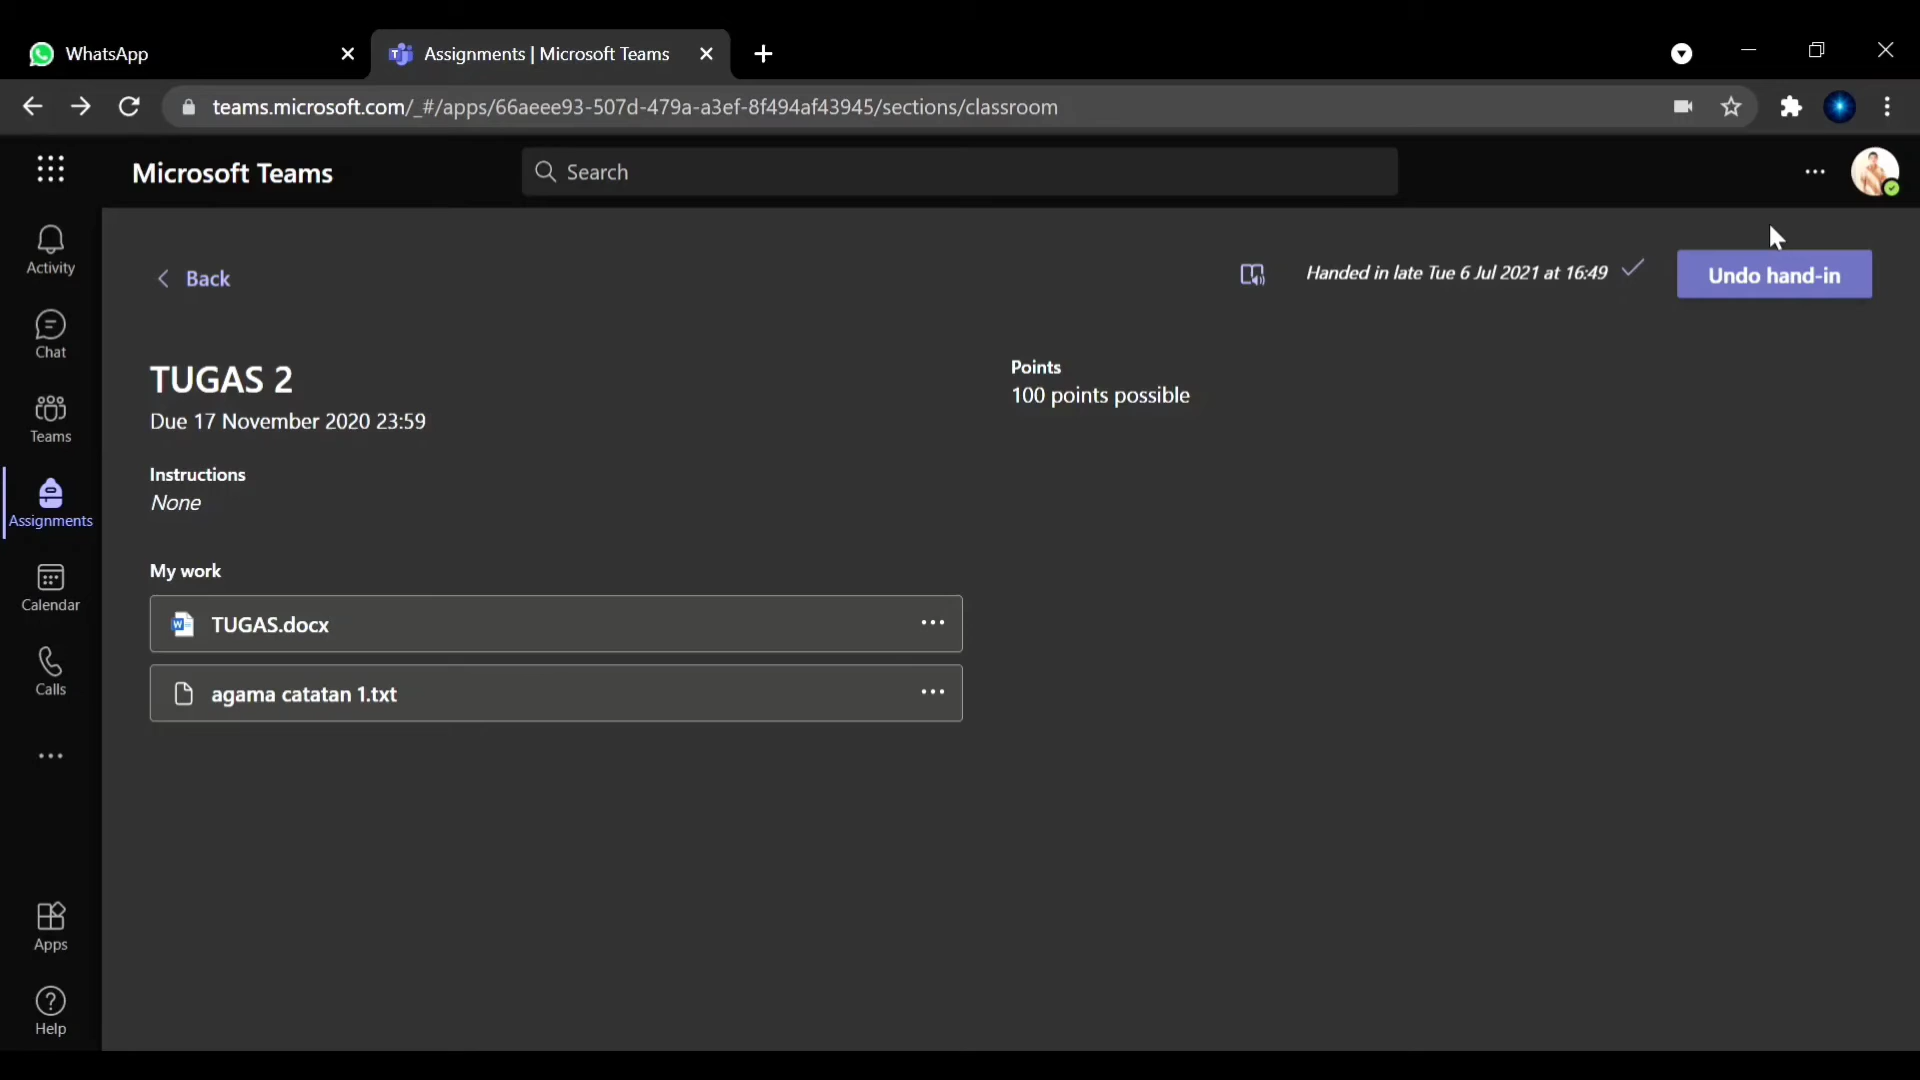 WhatsApp
Assignments | Microsoft Teams
teams.microsoft.com/_#/apps/66aeee93-507d-479a-a3ef-8f494af43945/sections/classroom
Microsoft Teams
Search
Activity
Chat
Teams
Assignments
Calendar
Calls
Apps
Help
Back
Handed in late Tue 6 Jul 2021 at 16:49
Undo hand-in
TUGAS 2
Due 17 November 2020 23:59
Points
100 points possible
Instructions
None
My work
TUGAS.docx
agama catatan 1.txt